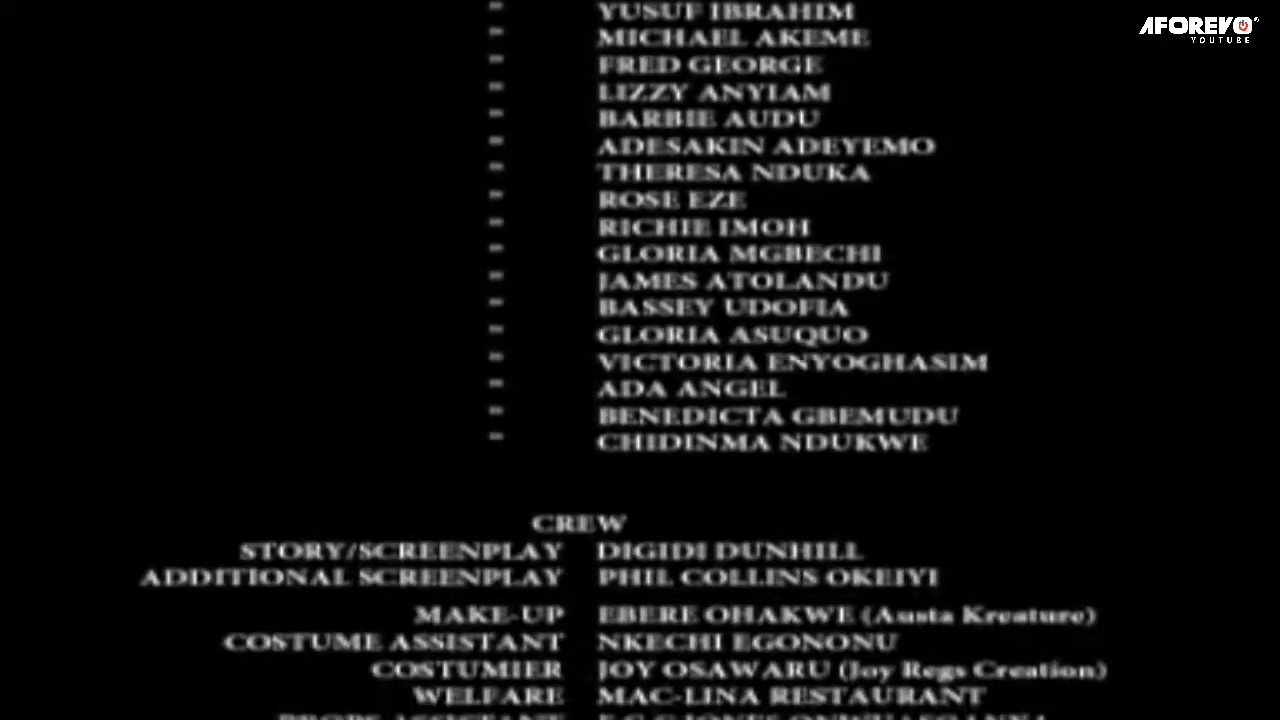 AFOREVO
YOUTUBE
" YUSUF IBRAHIM
" MICHAEL AKEME
" FRED GEORGE
" LIZZY ANYIAM
" BARBIE AUDU
" ADESAKIN ADEYEMO
" THERESA NDUKA
" ROSE EZE
" RICHIE IMOH
" GLORIA MGBECHI
" JAMES ATOLANDU
" BASSEY UDOFIA
" GLORIA ASUQUO
" VICTORIA ENYOGHASIM
" ADA ANGEL
" BENEDICTA GBEMUDU
" CHIDINMA NDUKWE
CREW
STORY/SCREENPLAY DIGIDI DUNHILL
ADDITIONAL SCREENPLAY PHIL COLLINS OKEIYI
MAKE-UP EBERE OHAKWE (Austa Kreature)
COSTUME ASSISTANT NKECHI EGONONU
COSTUMIER JOY OSAWARU (Joy Regs Creation)
WELFARE MAC-LINA RESTAURANT